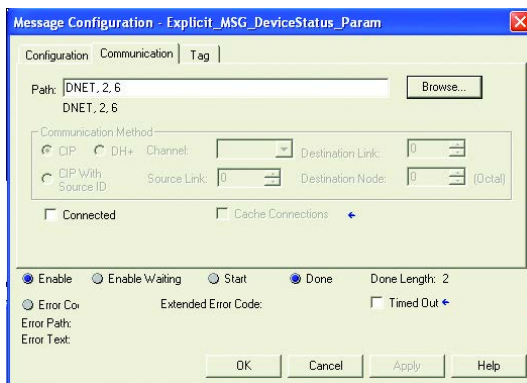 Message Configuration - Explicit_MSG_DeviceStatus_Param
Configuration Communication Tag
Path: DNET, 2, 6 Browse...
DNET, 2, 6
Communication Method
CIP DH+ Channel: Destination Link: 0
CIP With Source ID Source Link: 0 Destination Node: 0 (Octal)
Connected Cache Connections ←
Enable Enable Waiting Start Done Done Length: 2
Error Co Extended Error Code: Timed Out ←
Error Path:
Error Text:
OK Cancel Apply Help